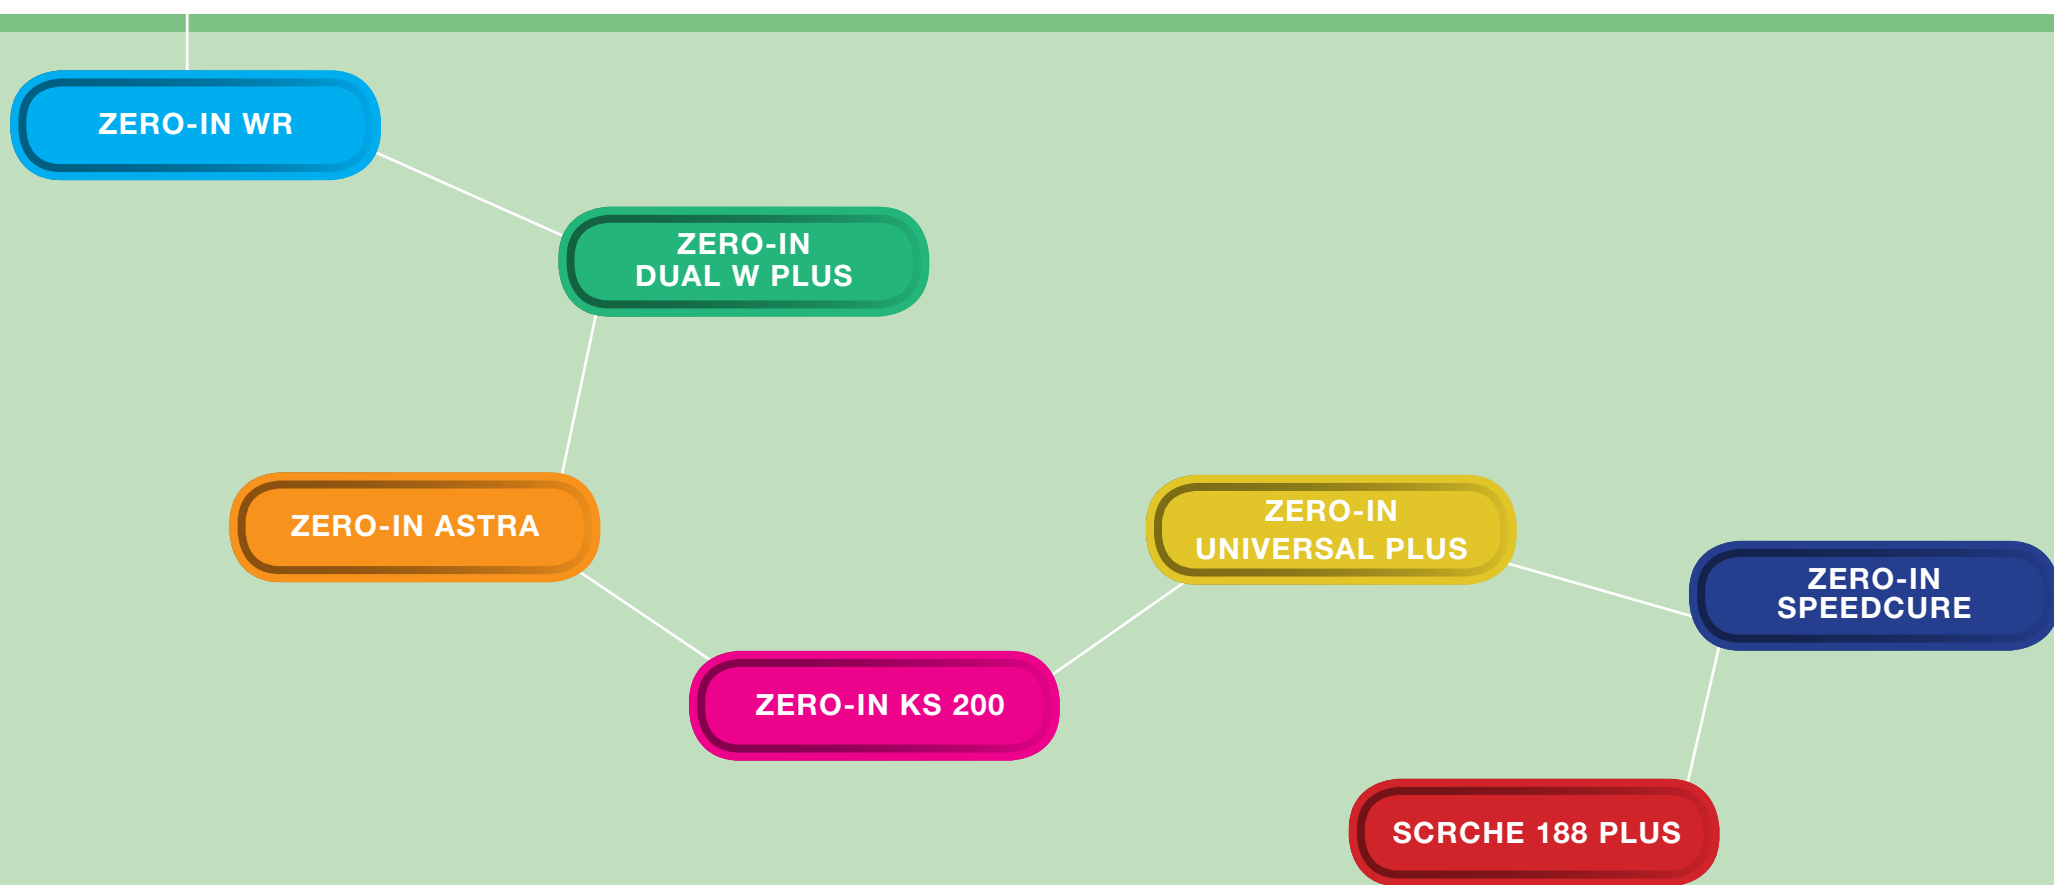 ZERO-IN WR
ZERO-IN
DUAL W PLUS
ZERO-IN ASTRA
ZERO-IN KS 200
ZERO-IN
UNIVERSAL PLUS
ZERO-IN
SPEEDCURE
SCRCHE 188 PLUS